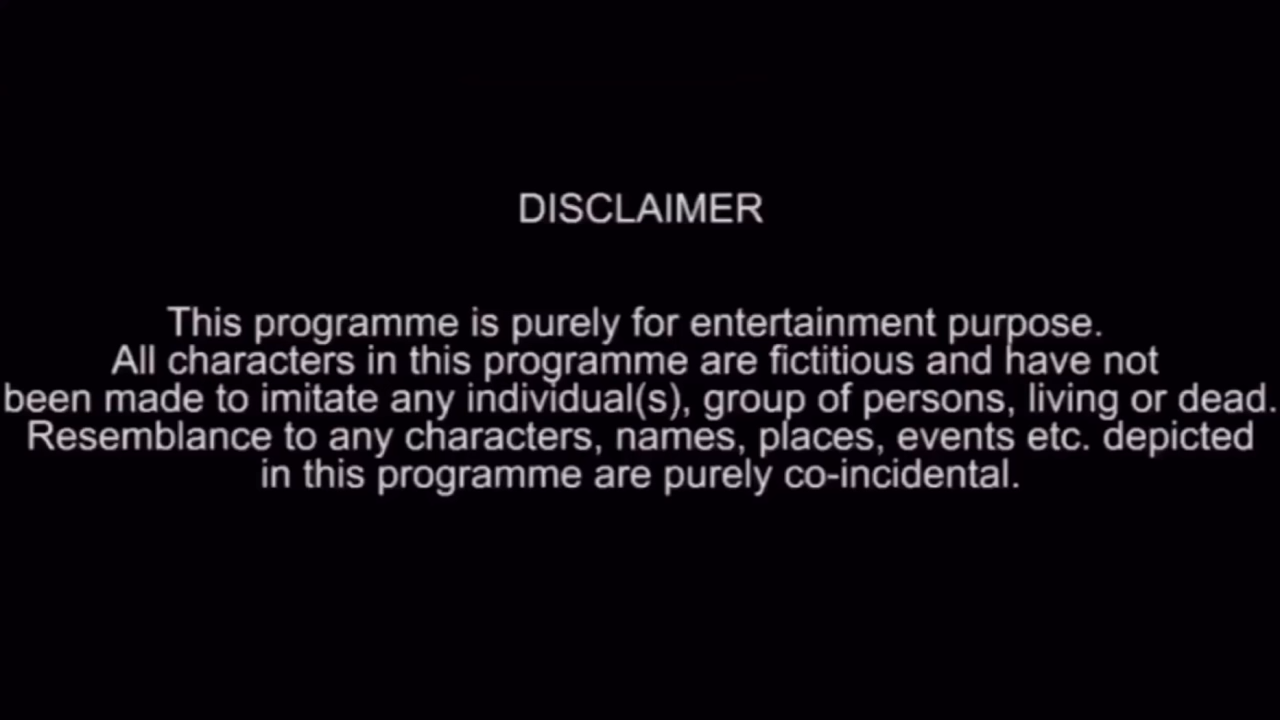 DISCLAIMER
This programme is purely for entertainment purpose.
All characters in this programme are fictitious and have not
been made to imitate any individual(s), group of persons, living or dead.
Resemblance to any characters, names, places, events etc. depicted
in this programme are purely co-incidental.